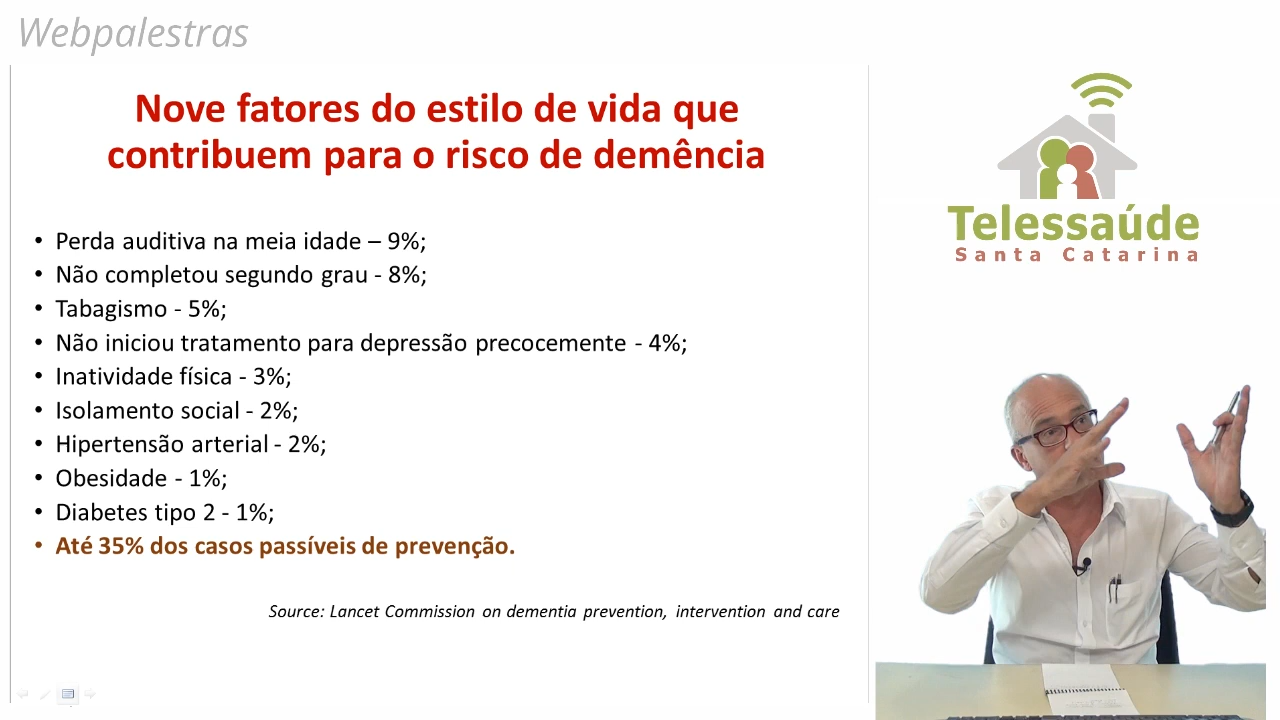 Webpalestras
Nove fatores do estilo de vida que
contribuem para o risco de demência
• Perda auditiva na meia idade – 9%;
• Não completou segundo grau - 8%;
• Tabagismo - 5%;
• Não iniciou tratamento para depressão precocemente - 4%;
• Inatividade física - 3%;
• Isolamento social - 2%;
• Hipertensão arterial - 2%;
• Obesidade - 1%;
• Diabetes tipo 2 - 1%;
• Até 35% dos casos passíveis de prevenção.
Source: Lancet Commission on dementia prevention, intervention and care
Telessaúde
Santa Catarina